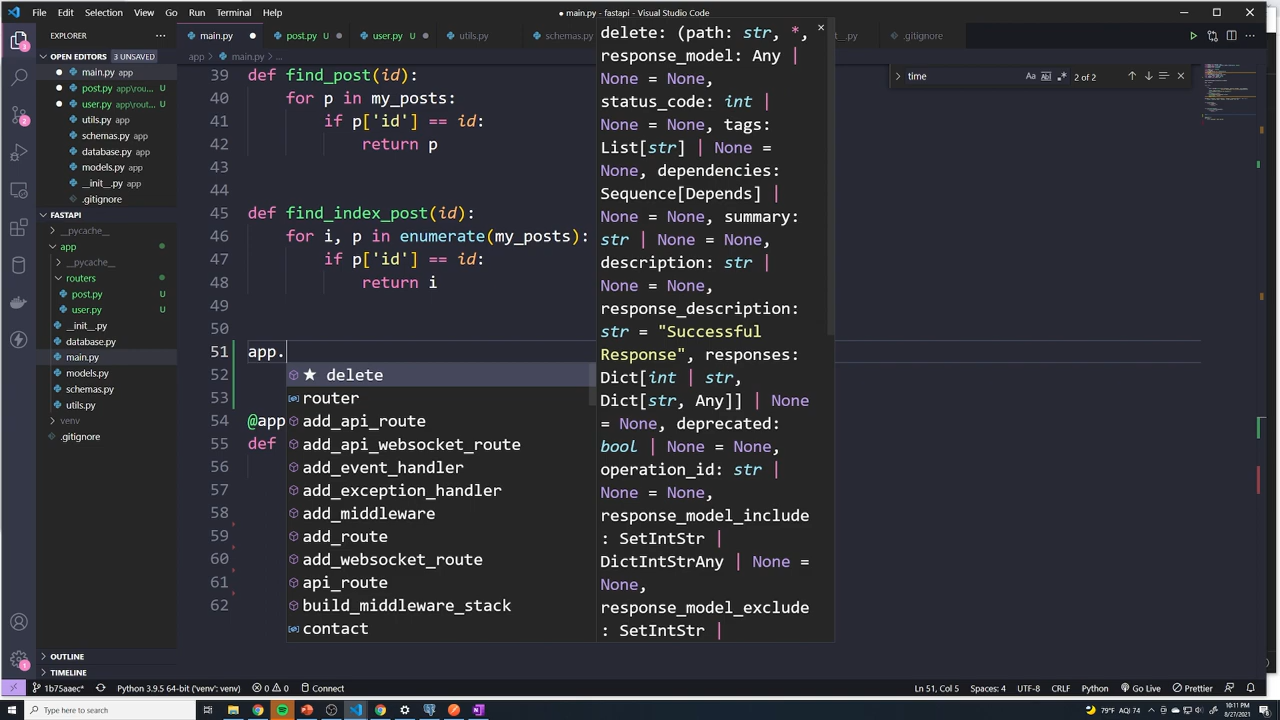 File Edit Selection View Go Run Terminal Help
● main.py - fastapi - Visual Studio Code
EXPLORER
main.py
post.py U
user.py U
utils.py
schemas.py
.gitignore
OPEN EDITORS 3 UNSAVED
main.py app
post.py app\rou...
user.py app\rout...
utils.py app
schemas.py app
database.py app
models.py app
__init__.py app
.gitignore
FASTAPI
__pycache__
app
__pycache__
routers
post.py U
user.py U
__init__.py
database.py
main.py
models.py
schemas.py
utils.py
venv
.gitignore
OUTLINE
TIMELINE
app > main.py > ...
time
Aa Ab 2 of 2
39 def find_post(id):
40 for p in my_posts:
41 if p['id'] == id:
42 return p
43
44
45 def find_index_post(id):
46 for i, p in enumerate(my_posts):
47 if p['id'] == id:
48 return i
49
50
51 app.
52
53
54 @app
55 def
56
57
58
59
60
61
62
★ delete
router
add_api_route
add_api_websocket_route
add_event_handler
add_exception_handler
add_middleware
add_route
add_websocket_route
api_route
build_middleware_stack
contact
delete: (path: str, *,
response_model: Any |
None = None,
status_code: int |
None = None, tags:
List[str] | None =
None, dependencies:
Sequence[Depends] |
None = None, summary:
str | None = None,
description: str |
None = None,
response_description:
str = "Successful
Response", responses:
Dict[int | str,
Dict[str, Any]] | None
= None, deprecated:
bool | None = None,
operation_id: str |
None = None,
response_model_include
: SetIntStr |
DictIntStrAny | None =
None,
response_model_exclude
: SetIntStr |
1b75aaec* Python 3.9.5 64-bit ('venv': venv) 0 0 Connect
Ln 51, Col 5 Spaces: 4 UTF-8 CRLF Python Go Live Prettier
Type here to search
79°F AQI 74
10:11 PM
8/27/2021